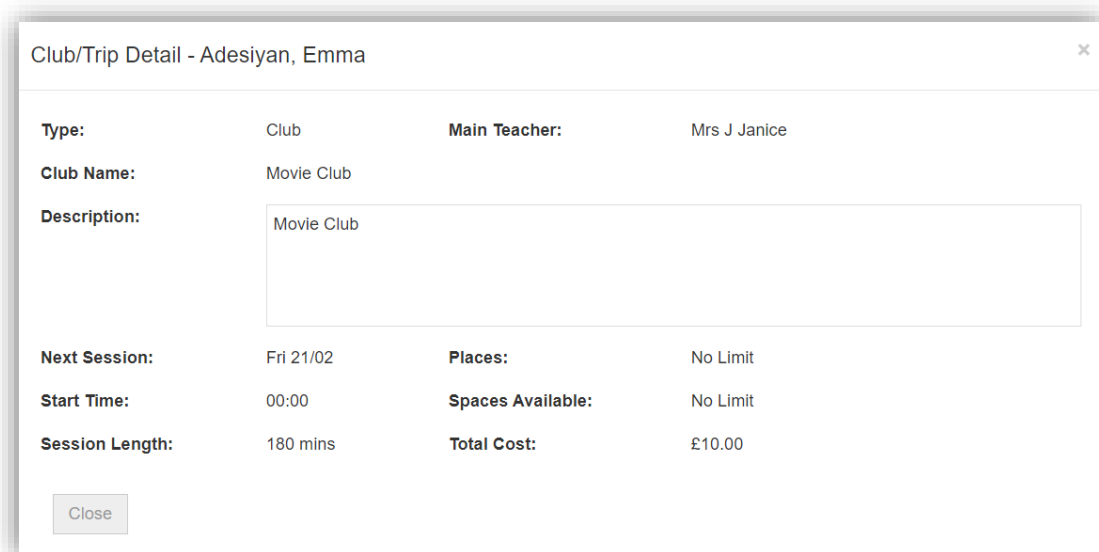 Club/Trip Detail - Adesiyan, Emma ×
Type: Club Main Teacher: Mrs J Janice
Club Name: Movie Club
Description: Movie Club
Next Session: Fri 21/02 Places: No Limit
Start Time: 00:00 Spaces Available: No Limit
Session Length: 180 mins Total Cost: £10.00
Close